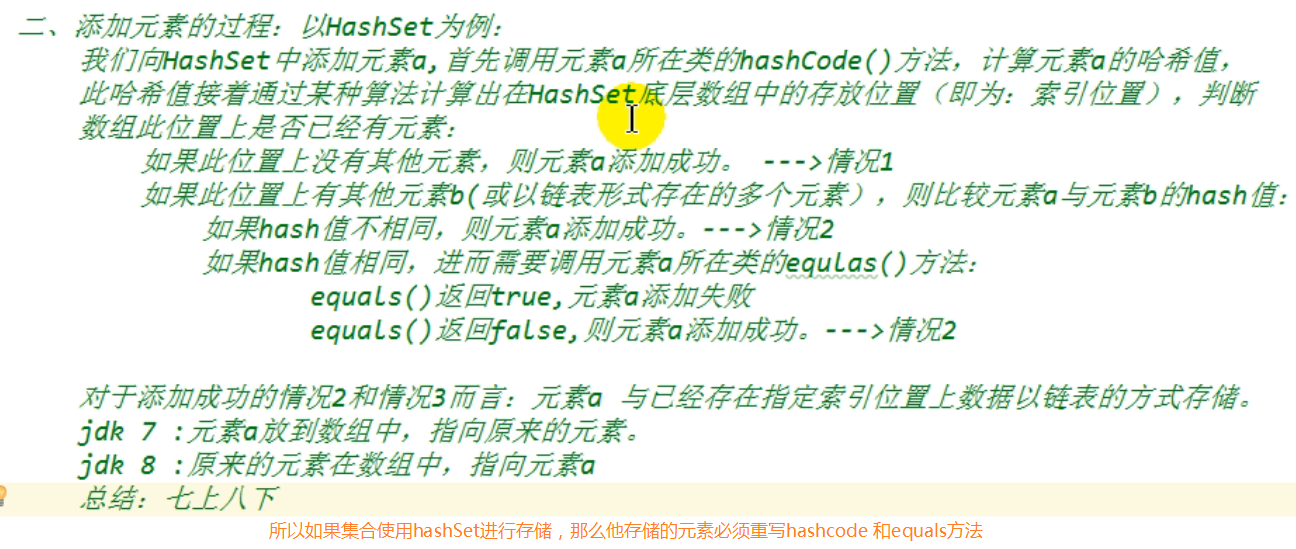 二、添加元素的过程：以HashSet为例：
我们向HashSet中添加元素a,首先调用元素a所在类的hashCode()方法，计算元素a的哈希值，
此哈希值接着通过某种算法计算出在HashSet底层数组中的存放位置（即为：索引位置），判断
数组此位置上是否已经有元素：
如果此位置上没有其他元素，则元素a添加成功。 --->情况1
如果此位置上有其他元素b(或以链表形式存在的多个元素），则比较元素a与元素b的hash值：
如果hash值不相同，则元素a添加成功。--->情况2
如果hash值相同，进而需要调用元素a所在类的equlas()方法：
equals()返回true,元素a添加失败
equals()返回false,则元素a添加成功。--->情况2
对于添加成功的情况2和情况3而言：元素a 与已经存在指定索引位置上数据以链表的方式存储。
jdk 7 :元素a放到数组中，指向原来的元素。
jdk 8 :原来的元素在数组中，指向元素a
总结：七上八下
所以如果集合使用hashSet进行存储，那么他存储的元素必须重写hashcode 和equals方法